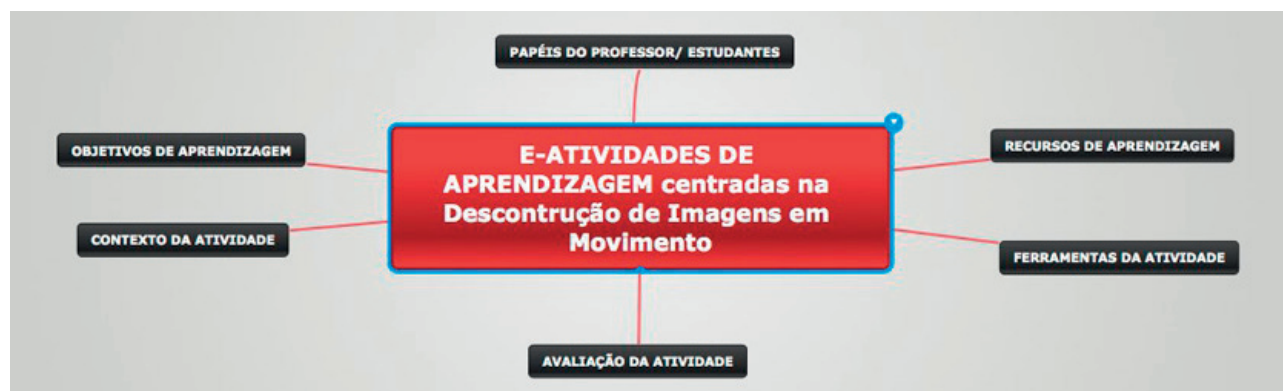 PAPÉIS DO PROFESSOR/ ESTUDANTES
OBJETIVOS DE APRENDIZAGEM
CONTEXTO DA ATIVIDADE
E-ATIVIDADES DE
APRENDIZAGEM centradas na
Descontrução de Imagens em
Movimento
RECURSOS DE APRENDIZAGEM
FERRAMENTAS DA ATIVIDADE
AVALIAÇÃO DA ATIVIDADE